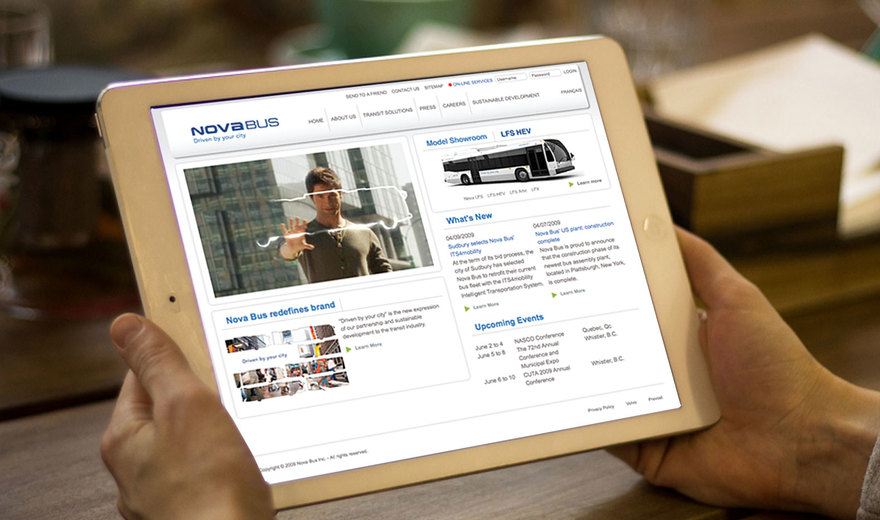 SEND TO A FRIEND CONTACT US SITEMAP ON-LINE SERVICES Username Password LOGIN
NOVABUS
Driven by your city
HOME ABOUT US TRANSIT SOLUTIONS PRESS CAREERS SUSTAINABLE DEVELOPMENT FRANÇAIS
Model Showroom LFS HEV
Nova LFS LFS HEV LFS Artic LFX
Learn more
What's New
04/09/2009
Sudbury selects Nova Bus'
ITS4mobility
At the term of its bid process, the
city of Sudbury has selected
Nova Bus to retrofit their current
bus fleet with the ITS4mobility
Intelligent Transportation System.
Learn More
04/07/2009
Nova Bus' US plant: construction
complete
Nova Bus is proud to announce
that the construction phase of its
newest bus assembly plant,
located in Plattsburgh, New York,
is complete.
Learn More
Nova Bus redefines brand
Driven by your city
"Driven by your city" is the new expression
of our partnership and sustainable
development to the transit industry.
Learn More
Upcoming Events
June 2 to 4 NASCO Conference Quebec, Qc
June 5 to 8 The 72nd Annual Whistler, B.C.
Conference and
Municipal Expo
June 6 to 10 CUTA 2009 Annual Whistler, B.C.
Conference
Copyright © 2009 Nova Bus Inc. - All rights reserved.
Privacy Policy Volvo Prevost